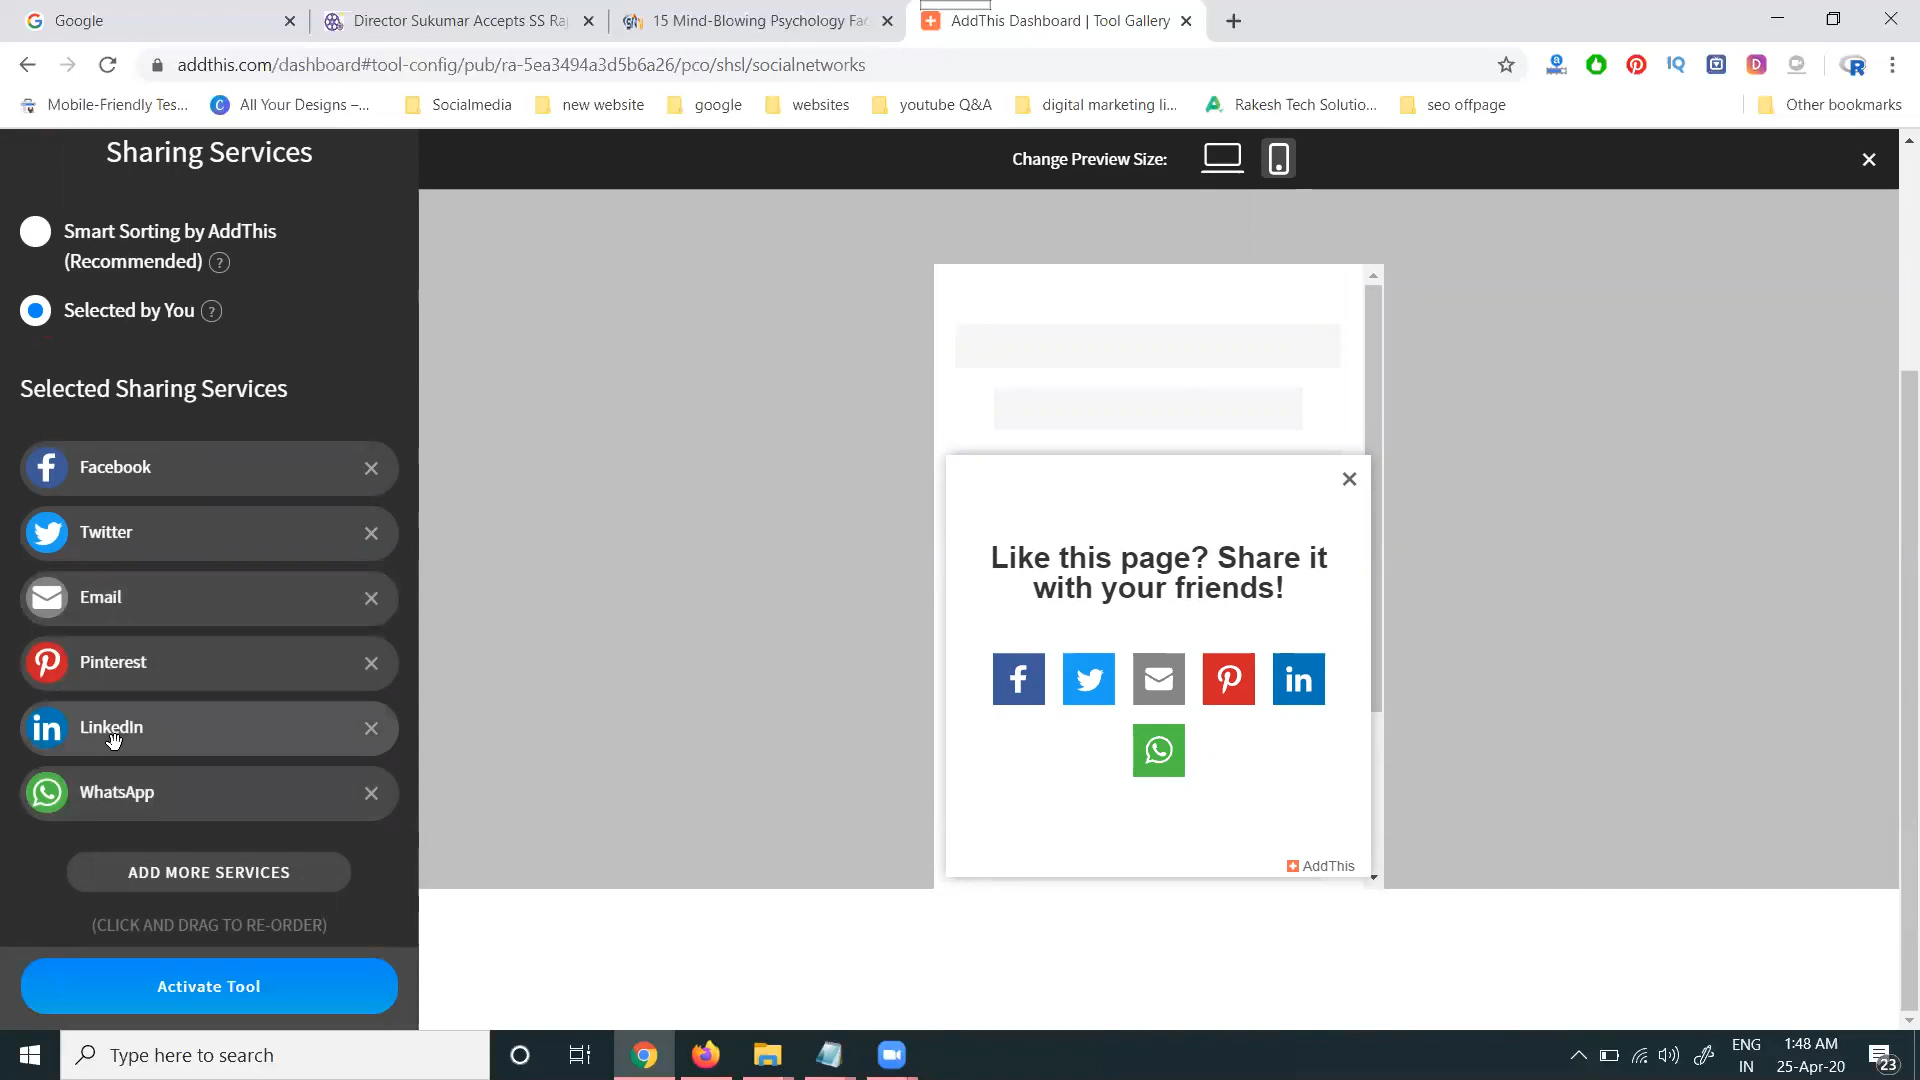 Google
Director Sukumar Accepts SS Raj
15 Mind-Blowing Psychology Fac
AddThis Dashboard | Tool Gallery
addthis.com/dashboard#tool-config/pub/ra-5ea3494a3d5b6a26/pco/shsl/socialnetworks
Mobile-Friendly Tes...
All Your Designs –...
Socialmedia
new website
google
websites
youtube Q&A
digital marketing li...
Rakesh Tech Solutio...
seo offpage
Other bookmarks
Sharing Services
Change Preview Size:
Smart Sorting by AddThis
(Recommended) ?
Selected by You ?
Selected Sharing Services
Facebook
Twitter
Email
Pinterest
LinkedIn
WhatsApp
ADD MORE SERVICES
(CLICK AND DRAG TO RE-ORDER)
Activate Tool
Like this page? Share it
with your friends!
AddThis
Type here to search
ENG
IN
1:48 AM
25-Apr-20
23